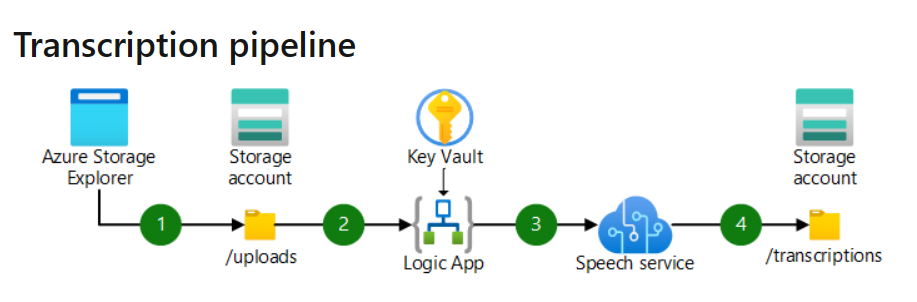 Transcription pipeline
Azure Storage
Explorer
Storage
account
Key Vault
Storage
account
1
2
3
4
/uploads
Logic App
Speech service
/transcriptions